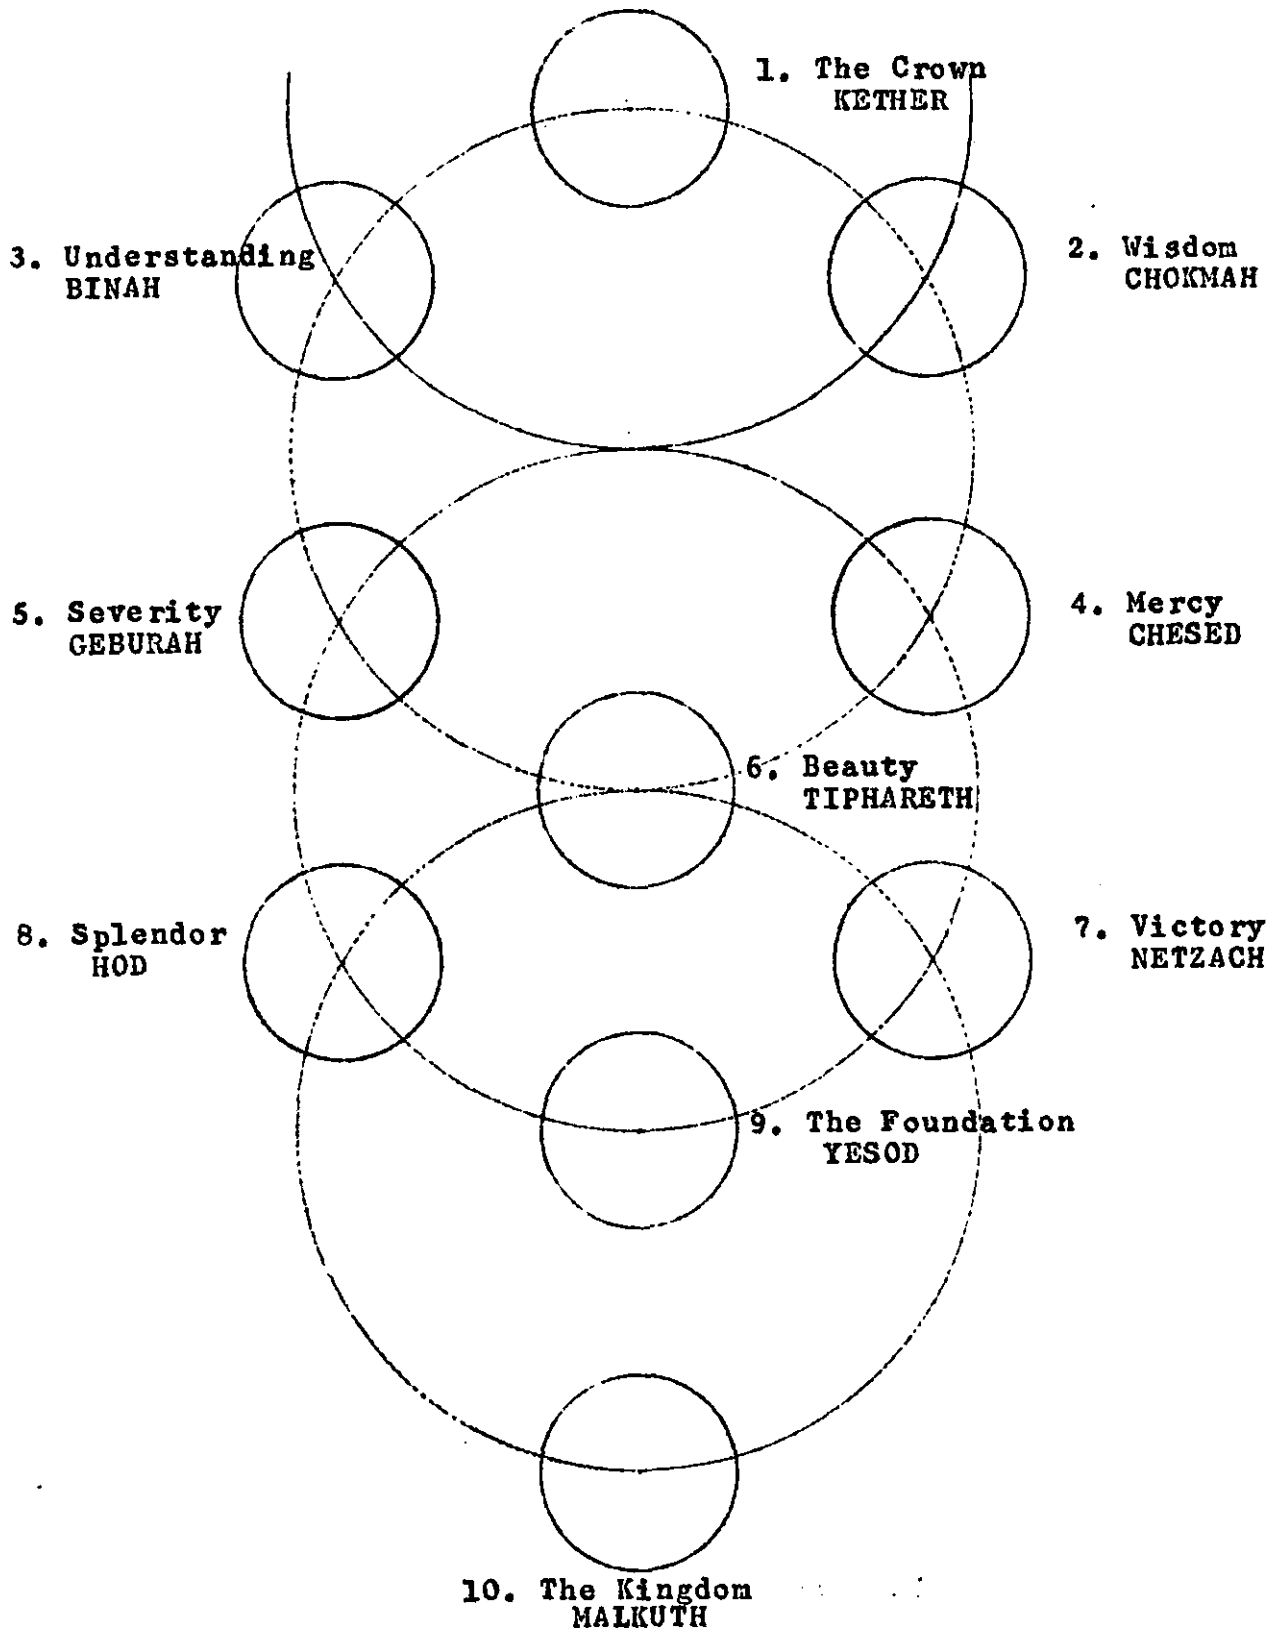 1. The Crown
KETHER
3. Understanding
BINAH
2. Wisdom
CHOKMAH
5. Severity
GEBURAH
4. Mercy
CHESED
6. Beauty
TIPHARETH
8. Splendor
HOD
7. Victory
NETZACH
9. The Foundation
YESOD
10. The Kingdom
MALKUTH